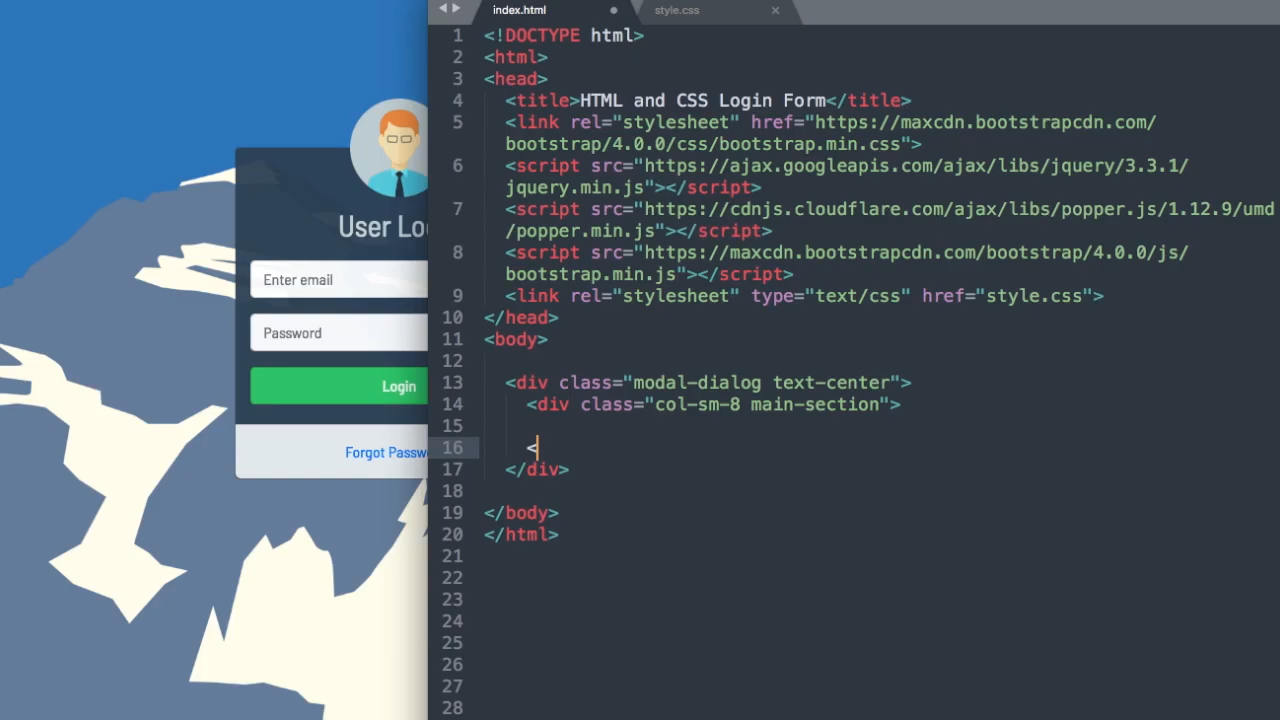 index.html
style.css
User Lo
Enter email
Password
Login
Forgot Passw
1 <!DOCTYPE html>
2 <html>
3 <head>
4 <title>HTML and CSS Login Form</title>
5 <link rel="stylesheet" href="https://maxcdn.bootstrapcdn.com/
bootstrap/4.0.0/css/bootstrap.min.css">
6 <script src="https://ajax.googleapis.com/ajax/libs/jquery/3.3.1/
jquery.min.js"></script>
7 <script src="https://cdnjs.cloudflare.com/ajax/libs/popper.js/1.12.9/umd
/popper.min.js"></script>
8 <script src="https://maxcdn.bootstrapcdn.com/bootstrap/4.0.0/js/
bootstrap.min.js"></script>
9 <link rel="stylesheet" type="text/css" href="style.css">
10 </head>
11 <body>
12
13 <div class="modal-dialog text-center">
14 <div class="col-sm-8 main-section">
15
16 <
17 </div>
18
19 </body>
20 </html>
21
22
23
24
25
26
27
28